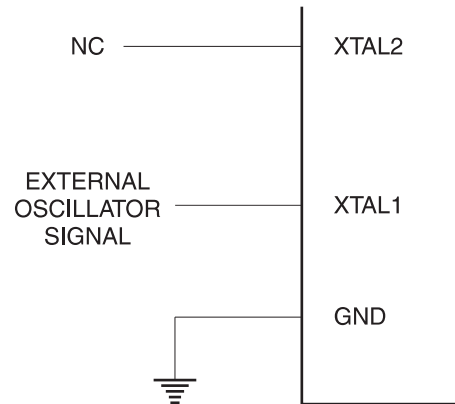 NC
XTAL2
EXTERNAL
OSCILLATOR
SIGNAL
XTAL1
GND